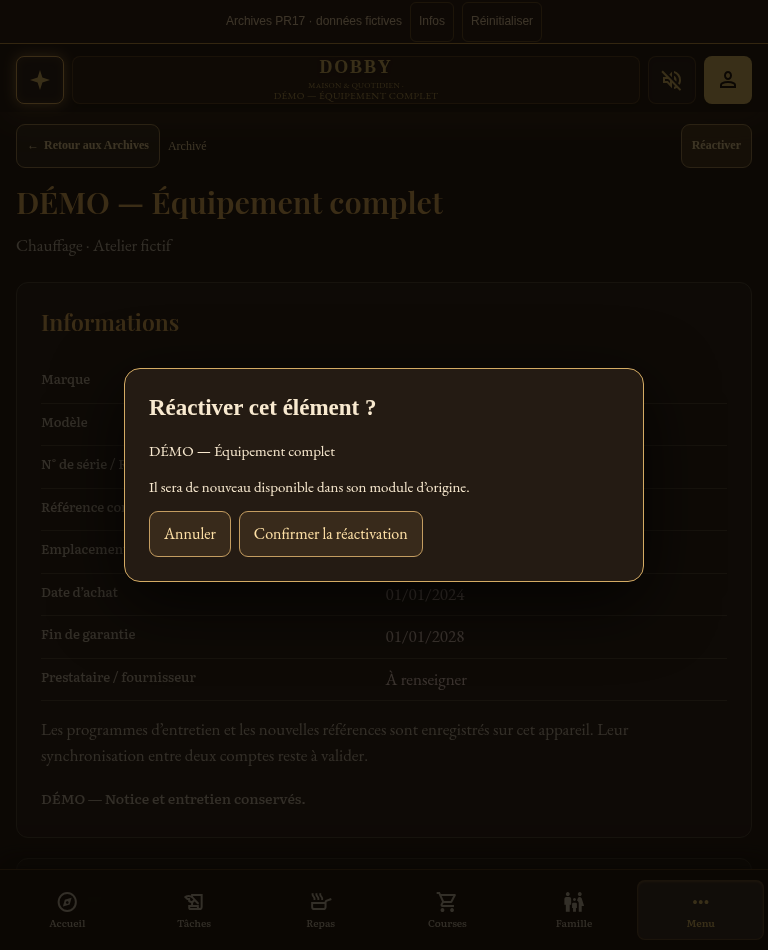 Archives PR17 · données fictives Infos Réinitialiser
DOBBY
MAISON & QUOTIDIEN
DÉMO — ÉQUIPEMENT COMPLET
← Retour aux Archives Archivé Réactiver
DÉMO — Équipement complet
Chauffage · Atelier fictif
Informations
Marque
Modèle
N° de série /
Référence
Emplacement
Réactiver cet élément ?
DÉMO — Équipement complet
Il sera de nouveau disponible dans son module d'origine.
Annuler Confirmer la réactivation
Date d'achat 01/01/2024
Fin de garantie 01/01/2028
Prestataire / fournisseur À renseigner
Les programmes d'entretien et les nouvelles références sont enregistrés sur cet appareil. Leur
synchronisation entre deux comptes reste à valider.
DÉMO — Notice et entretien conservés.
Accueil Tâches Repas Courses Famille Menu